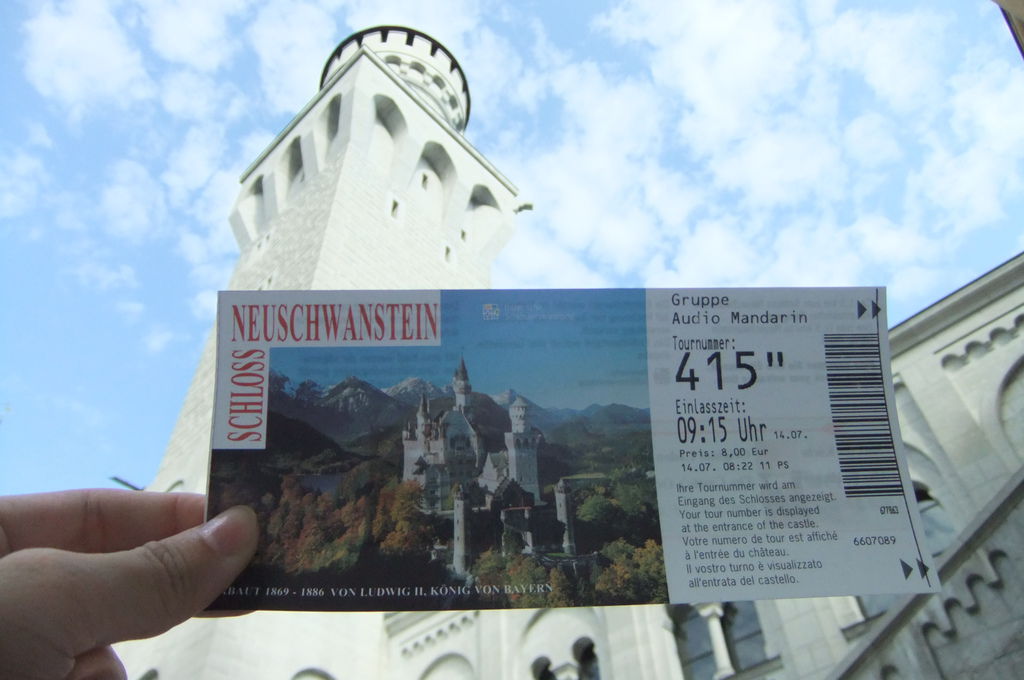 NEUSCHWANSTEIN
SCHLOSS
1869 - 1886 VON LUDWIG II, KÖNIG VON BAYERN
Gruppe
Audio Mandarin
Tournummer:
415"
Einlasszeit:
09:15 Uhr 14.07.
Preis: 8,00 Eur
14.07. 08:22 11 PS
Ihre Tournummer wird am
Eingang des Schlosses angezeigt.
Your tour number is displayed
at the entrance of the castle.
Votre numero de tour est affiché
à l'entrée du château.
Il vostro turno è visualizzato
all'entrata del castello.
6607089